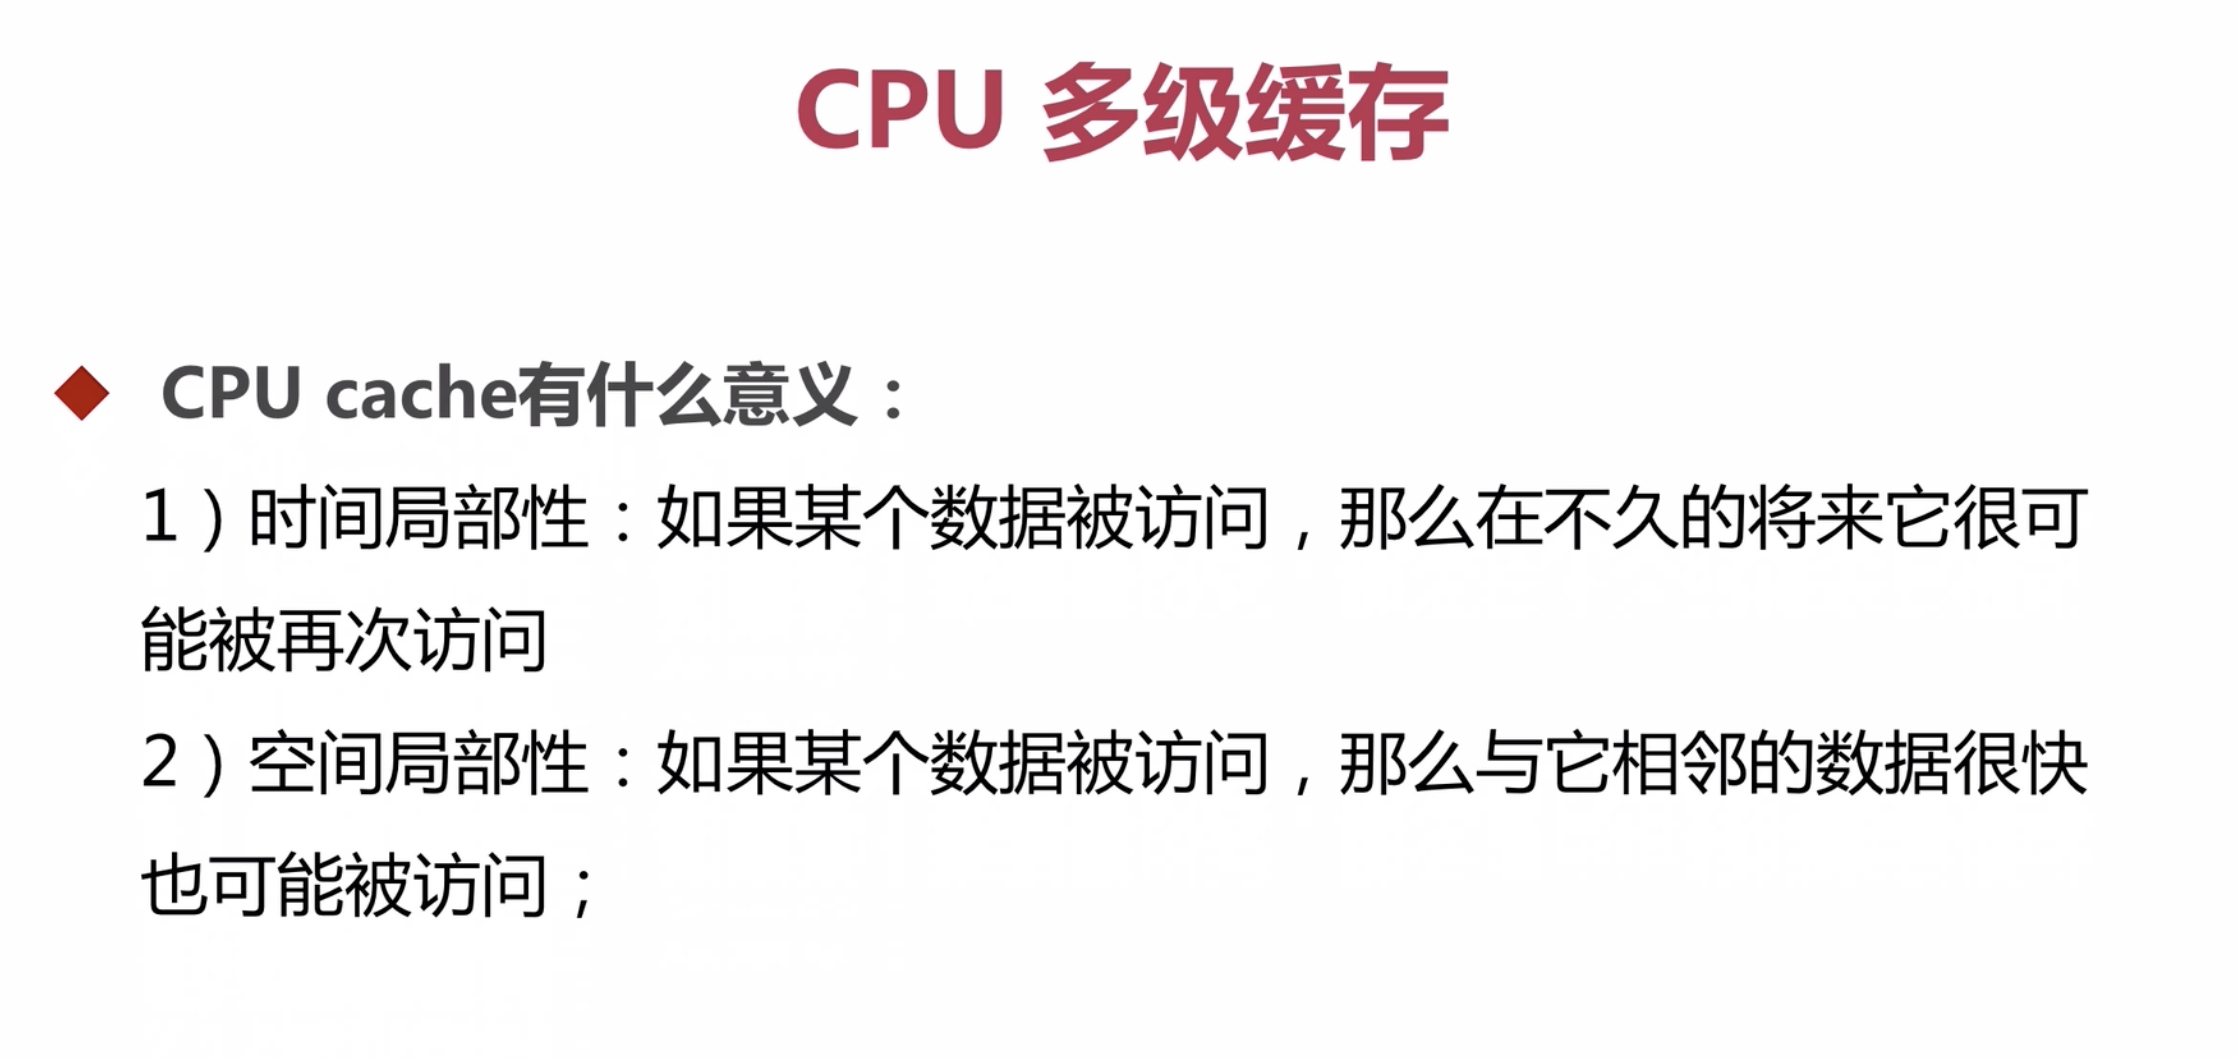 CPU 多级缓存
CPU cache有什么意义：
1）时间局部性：如果某个数据被访问，那么在不久的将来它很可
能被再次访问
2）空间局部性：如果某个数据被访问，那么与它相邻的数据很快
也可能被访问；